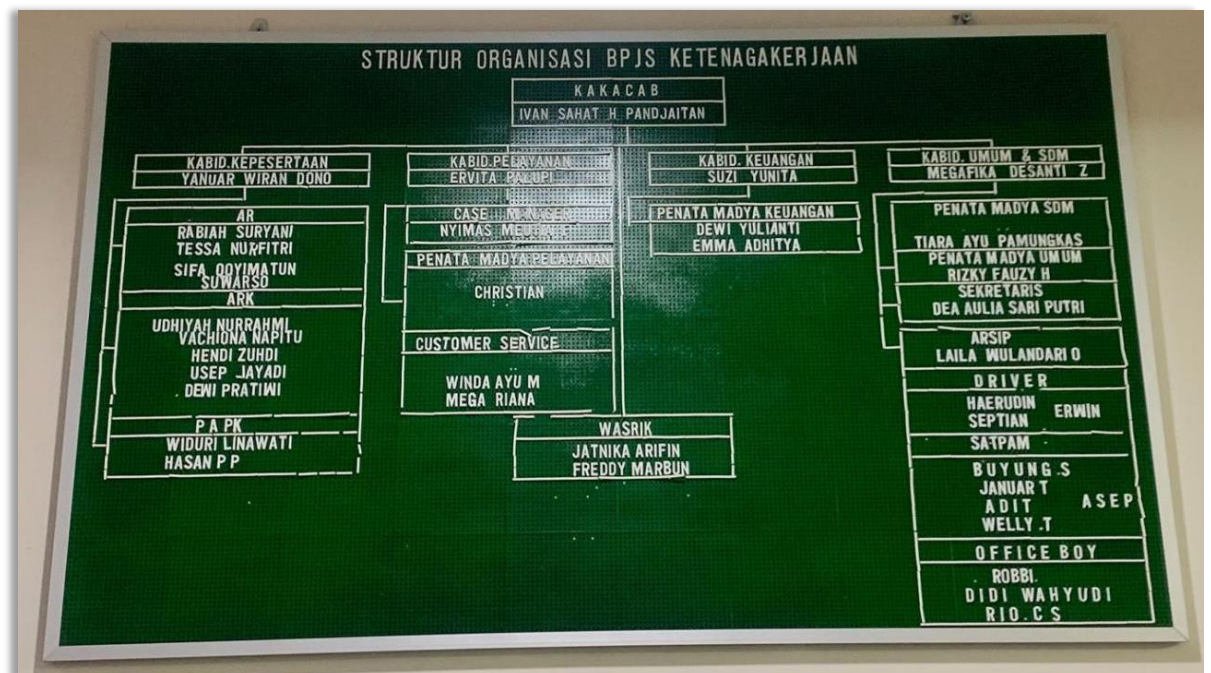 STRUKTUR ORGANISASI BPJS KETENAGAKERJAAN
KAKACAB
IVAN SAHAT H PANDJAITAN
KABID.KEPESERTAAN
YANUAR WIRAN DONO
AR
RABIAH SURYANI
TESSA NURFITRI
SIFA QOYIMATUN
SUWARSO
ARK
UDHIYAH NURRAHMI
VACHIONA NAPITU
HENDI ZUHDI
USEP JAYADI
DEWI PRATIWI
P A PK
WIDURI LINAWATI
HASAN P P
KABID.PELAYANAN
ERVITA PALUPI
CASE MANAGER
NYIMAS
PENATA MADYA PELAYANAN
CHRISTIAN
CUSTOMER SERVICE
WINDA AYU M
MEGA RIANA
WASRIK
JATNIKA ARIFIN
FREDDY MARBUN
KABID. KEUANGAN
SUZI YUNITA
PENATA MADYA KEUANGAN
DEWI YULIANTI
EMMA ADHITYA
KABID. UMUM & SDM
MEGAFIKA DESANTI Z
PENATA MADYA SDM
TIARA AYU PAMUNGKAS
PENATA MADYA UMUM
RIZKY FAUZY H
SEKRETARIS
DEA AULIA SARI PUTRI
ARSIP
LAILA WULANDARI O
DRIVER
HAERUDIN ERWIN
SEPTIAN
SATPAM
BUYUNG.S
JANUAR T
ADIT ASEP
WELLY .T
OFFICE BOY
ROBBI.
DIDI WAHYUDI
RIO.C S